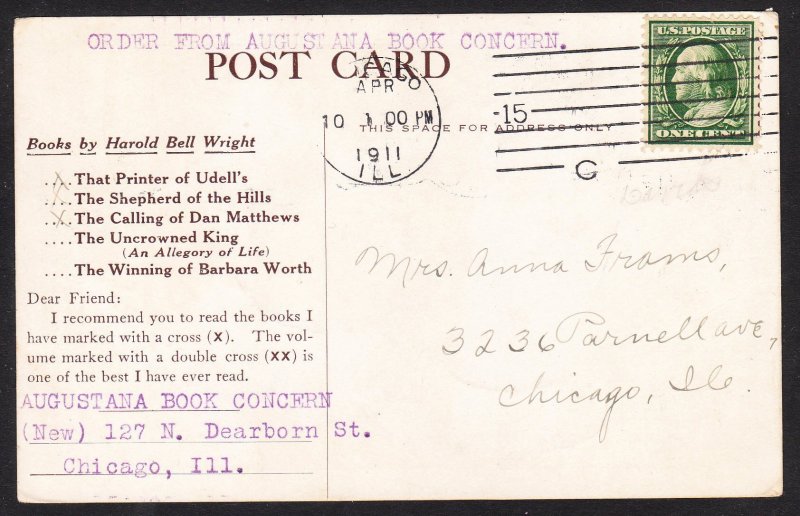 ORDER FROM AUGUSTANA BOOK CONCERN.
POST CARD
APR
10 1 00 PM
1911
ILL
15
G
U.S. POSTAGE
ONE CENT
THIS SPACE FOR ADDRESS ONLY
Books by Harold Bell Wright
....That Printer of Udell's
X The Shepherd of the Hills
X The Calling of Dan Matthews
....The Uncrowned King
(An Allegory of Life)
....The Winning of Barbara Worth
Dear Friend:
I recommend you to read the books I
have marked with a cross (X). The vol-
ume marked with a double cross (XX) is
one of the best I have ever read.
AUGUSTANA BOOK CONCERN
(New) 127 N. Dearborn St.
Chicago, Ill.
Mrs. Anna Frams,
3236 Parnell ave,
Chicago, Ill.